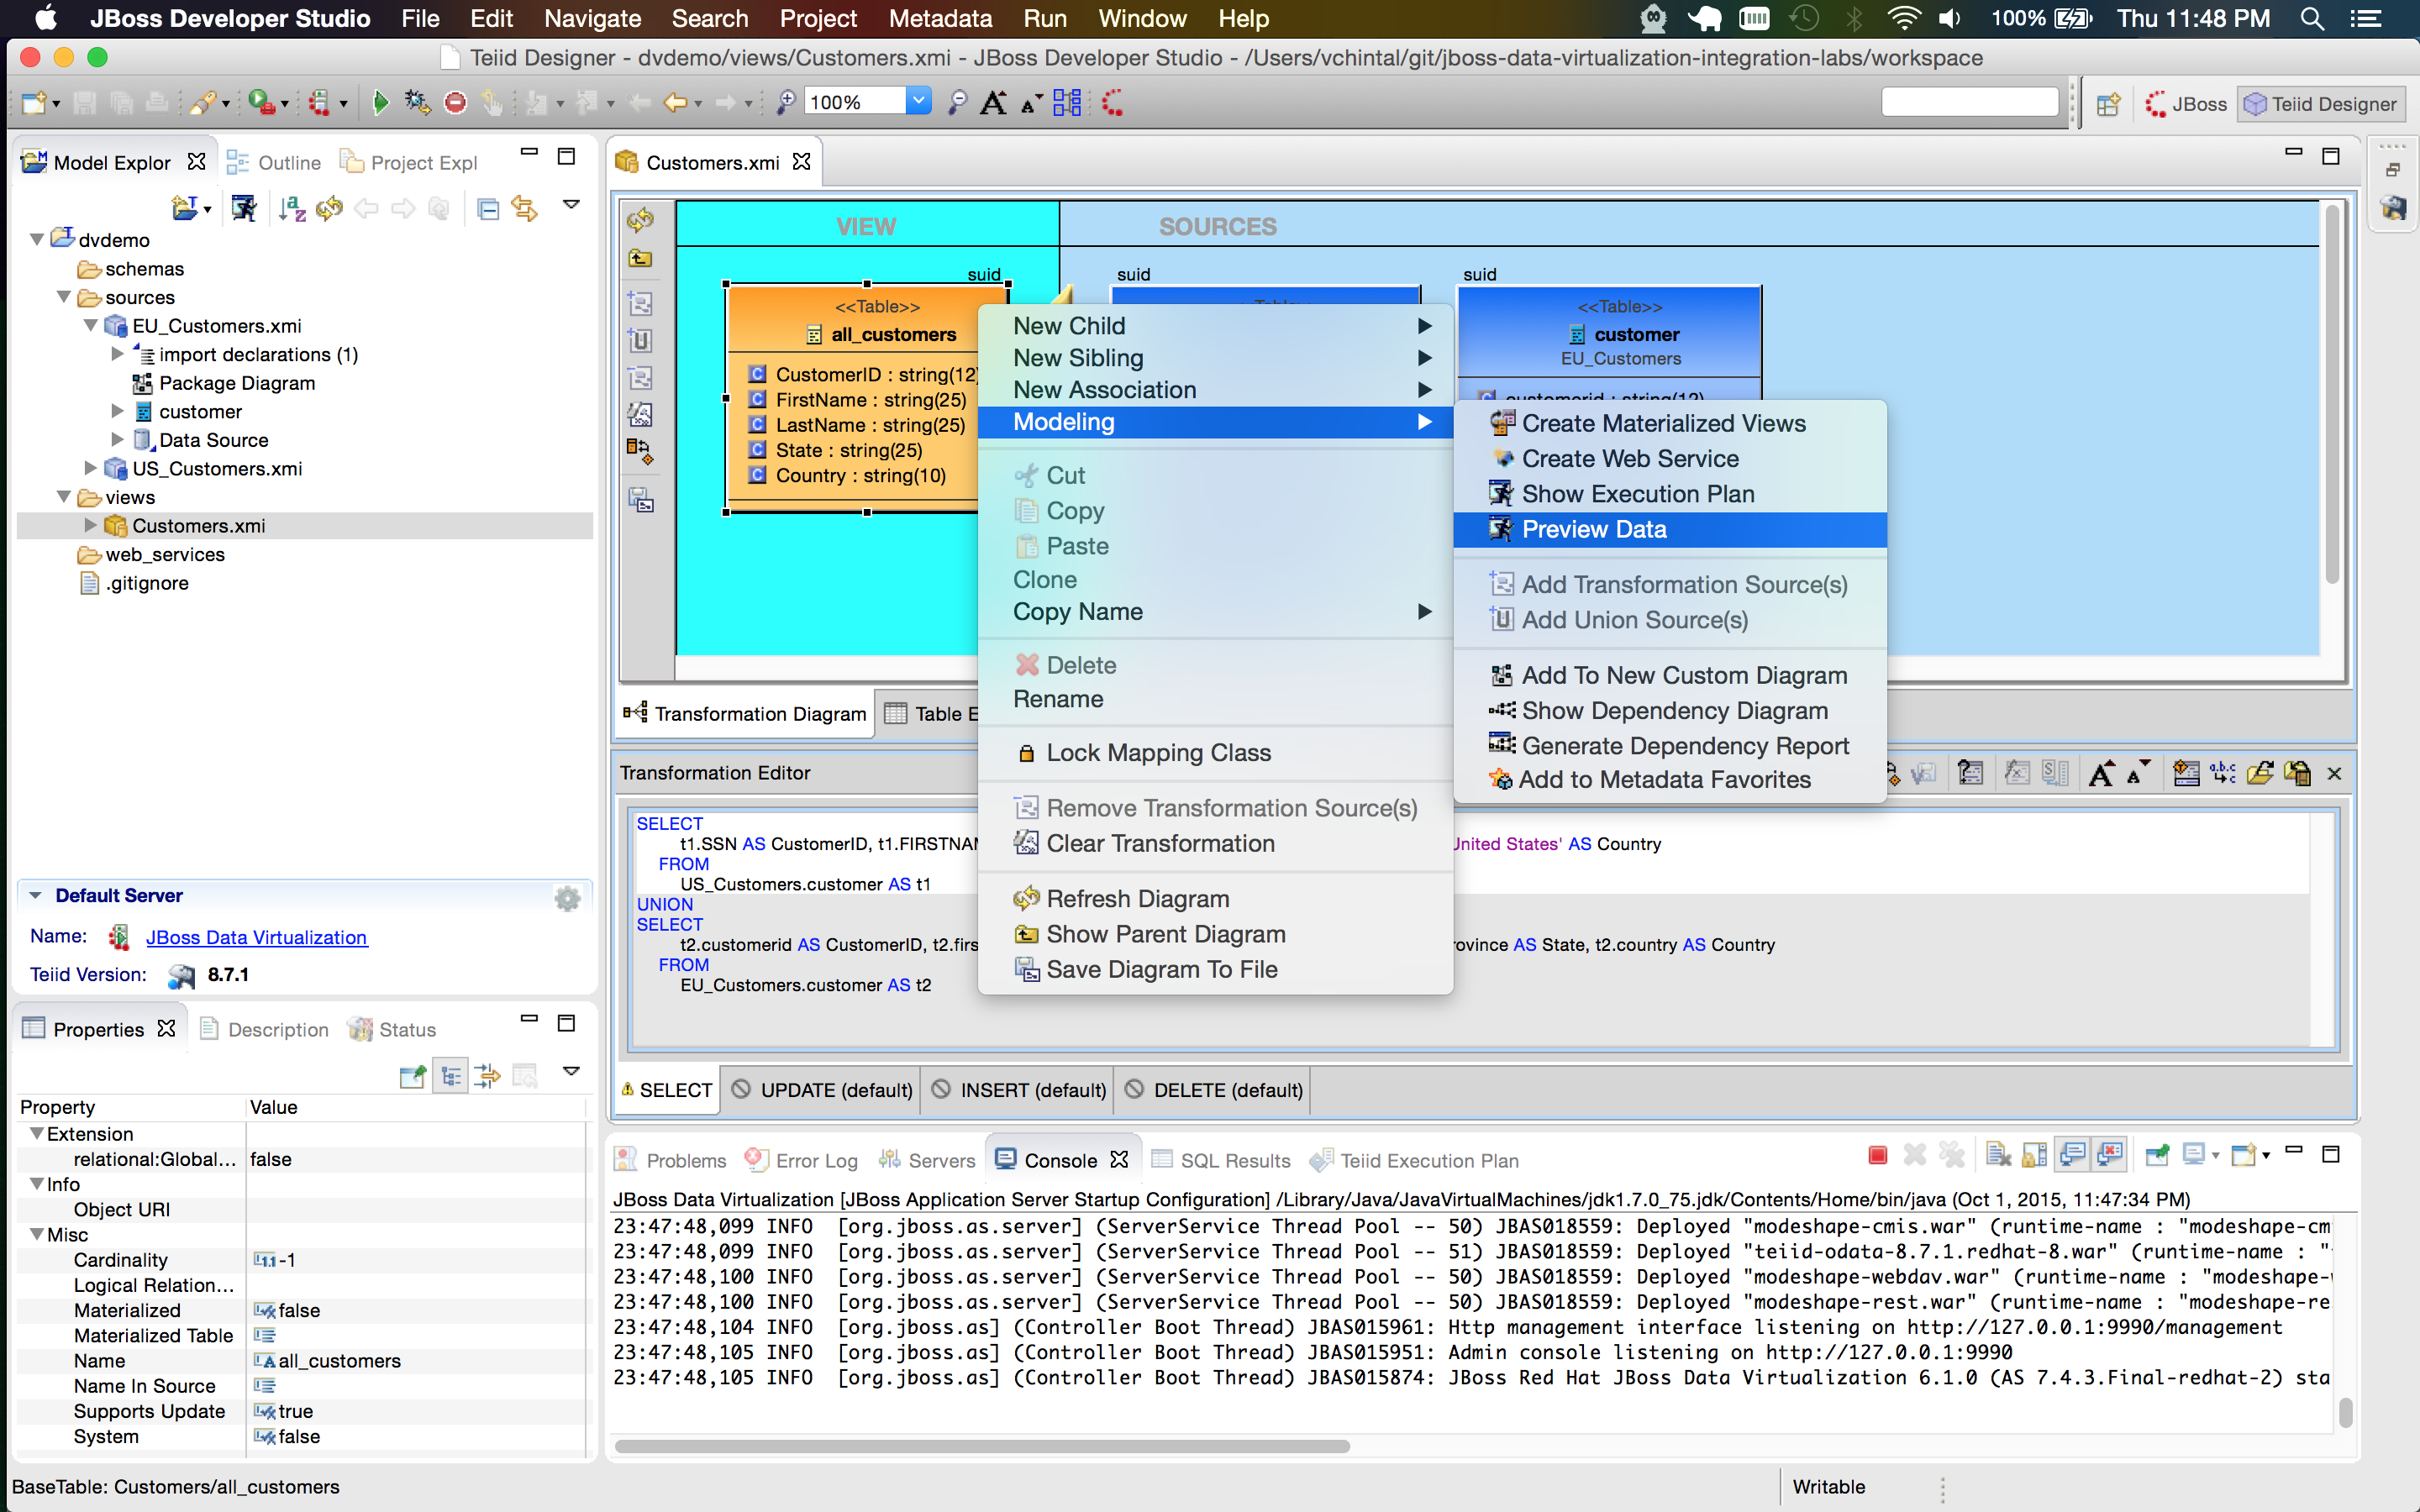 JBoss Developer Studio File Edit Navigate Search Project Metadata Run Window Help 100% Thu 11:48 PM
Teiid Designer - dvdemo/views/Customers.xmi - JBoss Developer Studio - /Users/vchintal/git/jboss-data-virtualization-integration-labs/workspace
100% JBoss Teiid Designer
Model Explor Outline Project Expl
dvdemo
schemas
sources
EU_Customers.xmi
import declarations (1)
Package Diagram
customer
Data Source
US_Customers.xmi
views
Customers.xmi
web_services
.gitignore
Default Server
Name: JBoss Data Virtualization
Teiid Version: 8.7.1
Properties Description Status
Property Value
Extension
relational:Global... false
Info
Object URI
Misc
Cardinality -1
Logical Relation...
Materialized false
Materialized Table
Name all_customers
Name In Source
Supports Update true
System false
Customers.xmi
VIEW SOURCES
suid suid suid
<<Table>>
all_customers
CustomerID : string(12)
FirstName : string(25)
LastName : string(25)
State : string(25)
Country : string(10)
<<Table>>
customer
EU_Customers
customerid : string(12)
New Child
New Sibling
New Association
Modeling
Cut
Copy
Paste
Clone
Copy Name
Delete
Rename
Lock Mapping Class
Remove Transformation Source(s)
Clear Transformation
Refresh Diagram
Show Parent Diagram
Save Diagram To File
Create Materialized Views
Create Web Service
Show Execution Plan
Preview Data
Add Transformation Source(s)
Add Union Source(s)
Add To New Custom Diagram
Show Dependency Diagram
Generate Dependency Report
Add to Metadata Favorites
Transformation Diagram Table E
Transformation Editor
SELECT
t1.SSN AS CustomerID, t1.FIRSTNA United States' AS Country
FROM
US_Customers.customer AS t1
UNION
SELECT
t2.customerid AS CustomerID, t2.firs ovince AS State, t2.country AS Country
FROM
EU_Customers.customer AS t2
SELECT UPDATE (default) INSERT (default) DELETE (default)
Problems Error Log Servers Console SQL Results Teiid Execution Plan
JBoss Data Virtualization [JBoss Application Server Startup Configuration] /Library/Java/JavaVirtualMachines/jdk1.7.0_75.jdk/Contents/Home/bin/java (Oct 1, 2015, 11:47:34 PM)
23:47:48,099 INFO [org.jboss.as.server] (ServerService Thread Pool -- 50) JBAS018559: Deployed "modeshape-cmis.war" (runtime-name : "modeshape-cm
23:47:48,099 INFO [org.jboss.as.server] (ServerService Thread Pool -- 51) JBAS018559: Deployed "teiid-odata-8.7.1.redhat-8.war" (runtime-name : "
23:47:48,100 INFO [org.jboss.as.server] (ServerService Thread Pool -- 50) JBAS018559: Deployed "modeshape-webdav.war" (runtime-name : "modeshape-
23:47:48,100 INFO [org.jboss.as.server] (ServerService Thread Pool -- 50) JBAS018559: Deployed "modeshape-rest.war" (runtime-name : "modeshape-re
23:47:48,104 INFO [org.jboss.as] (Controller Boot Thread) JBAS015961: Http management interface listening on http://127.0.0.1:9990/management
23:47:48,105 INFO [org.jboss.as] (Controller Boot Thread) JBAS015951: Admin console listening on http://127.0.0.1:9990
23:47:48,105 INFO [org.jboss.as] (Controller Boot Thread) JBAS015874: JBoss Red Hat JBoss Data Virtualization 6.1.0 (AS 7.4.3.Final-redhat-2) sta
BaseTable: Customers/all_customers Writable